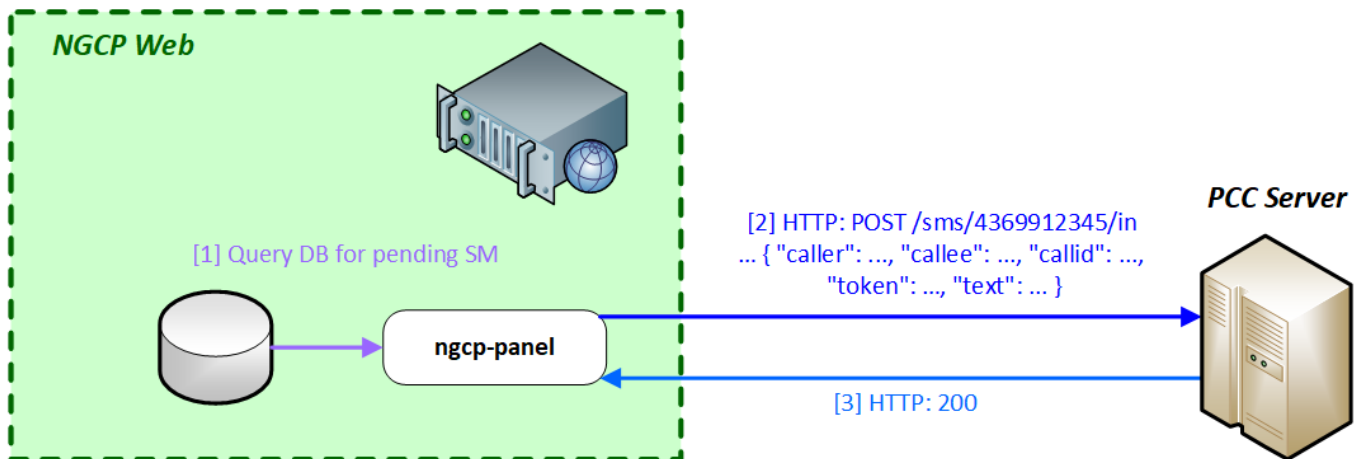 NGCP Web
PCC Server
[2] HTTP: POST /sms/4369912345/in
... { "caller": ..., "callee": ..., "callid": ...,
"token": ..., "text": ... }
[1] Query DB for pending SM
ngcp-panel
[3] HTTP: 200